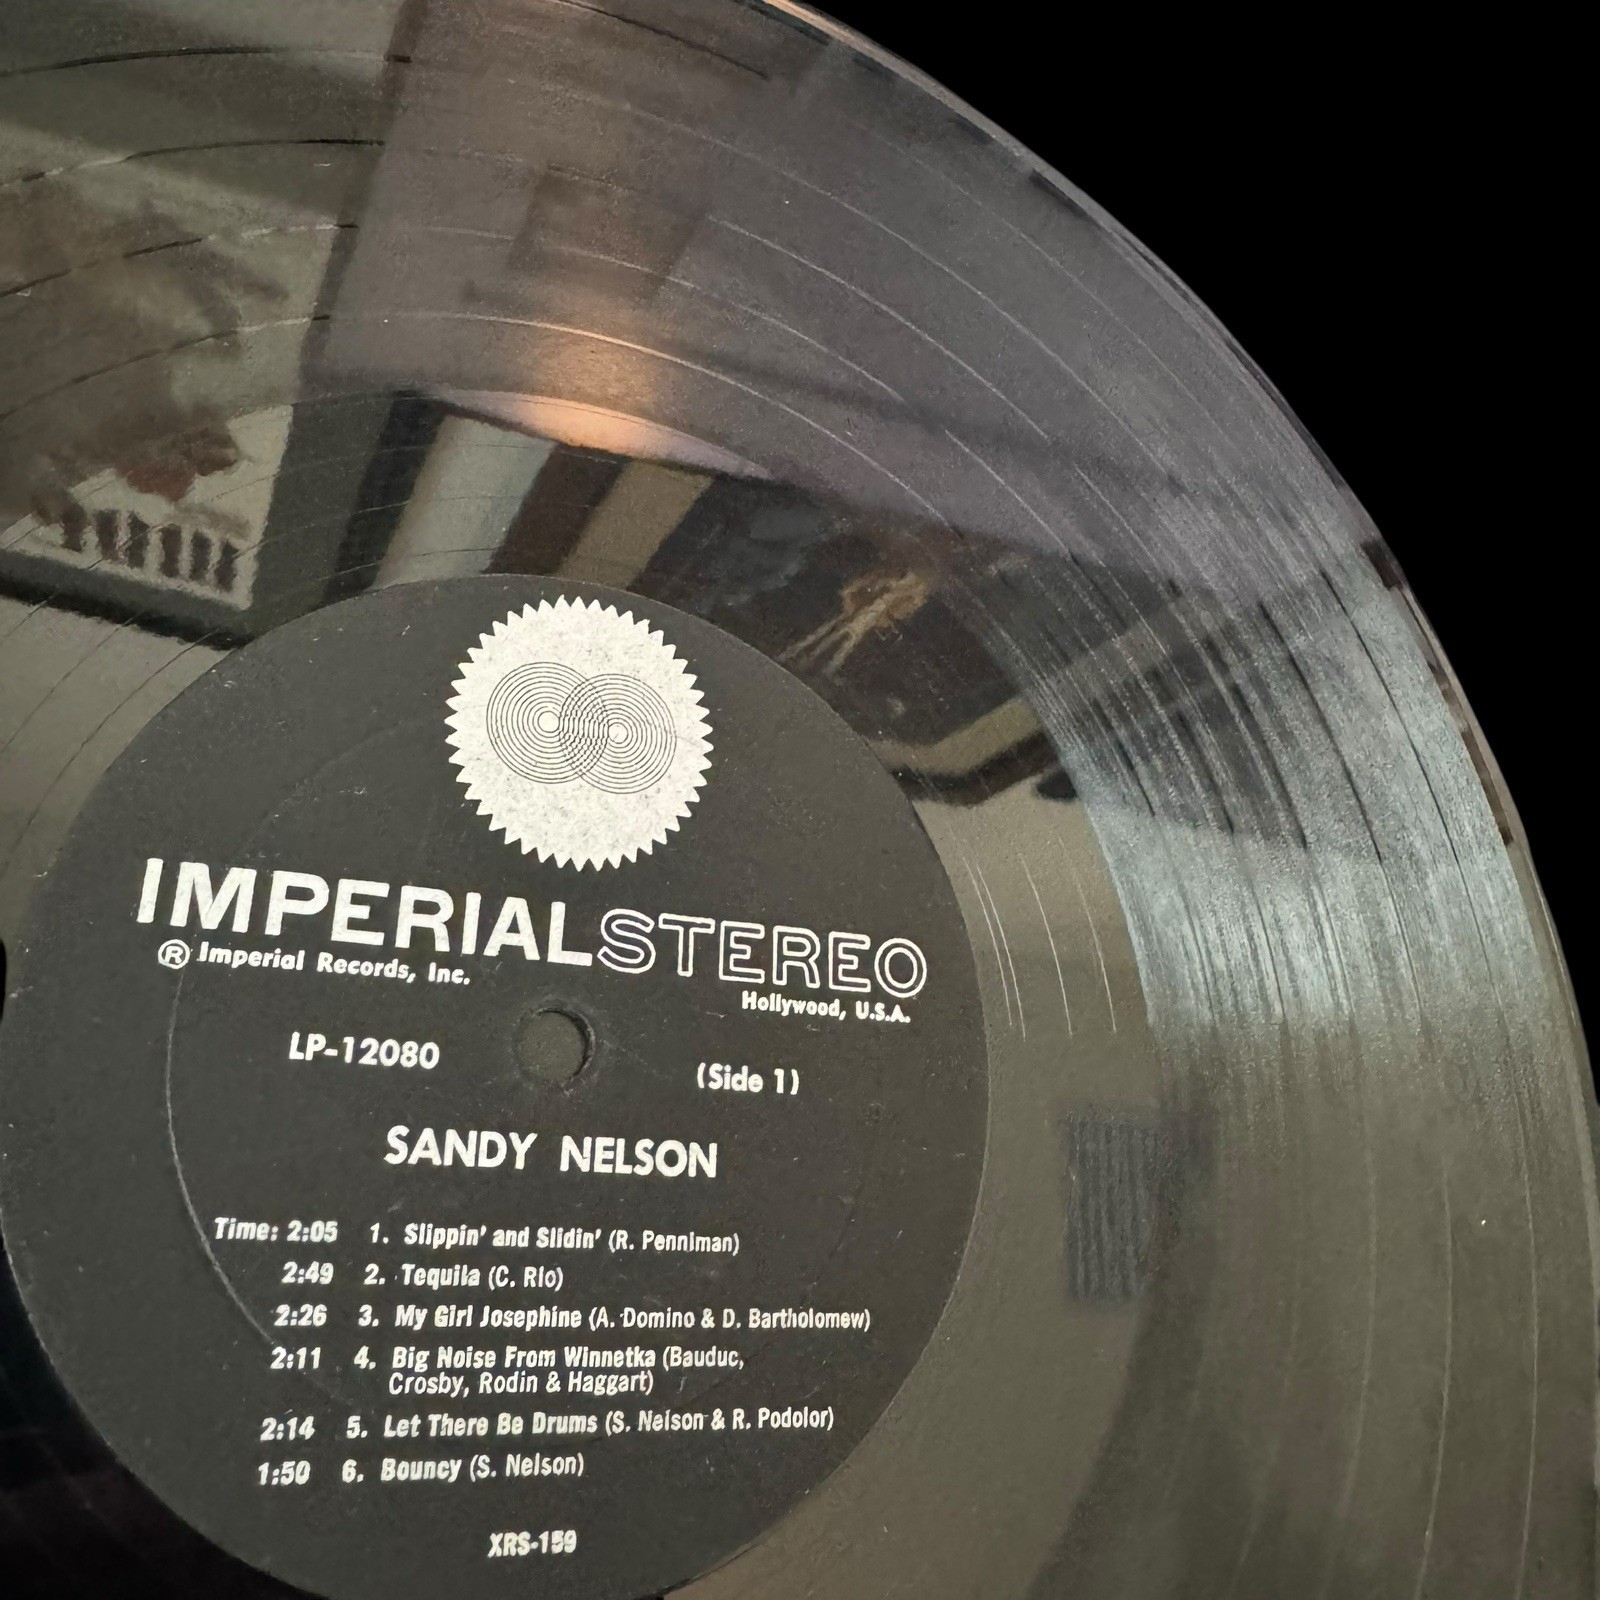 IMPERIAL STEREO
® Imperial Records, Inc.
Hollywood, U.S.A.
LP-12080 (Side 1)
SANDY NELSON
Time: 2:05 1. Slippin' and Slidin' (R. Penniman)
2:49 2. Tequila (C. Rio)
2:26 3. My Girl Josephine (A. Domino & D. Bartholomew)
2:11 4. Big Noise From Winnetka (Bauduc,
Crosby, Rodin & Haggart)
2:14 5. Let There Be Drums (S. Nelson & R. Podolor)
1:50 6. Bouncy (S. Nelson)
XRS-159